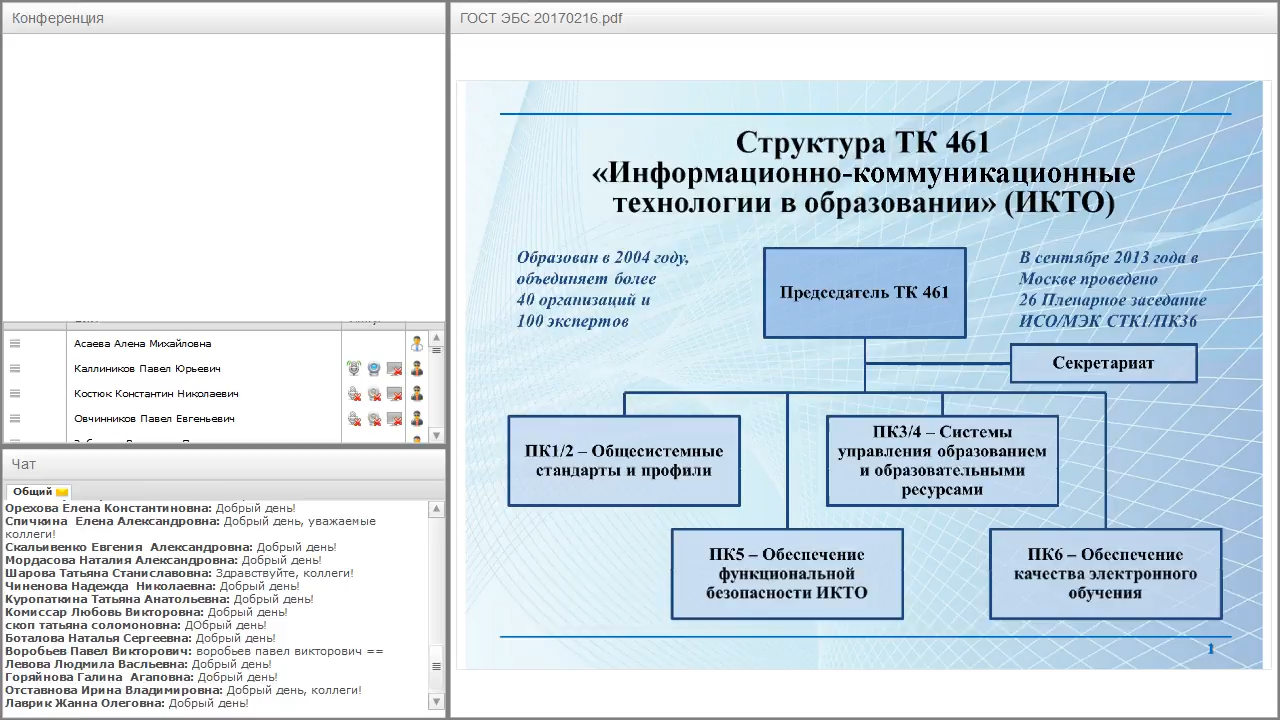 Конференция
Асаева Алена Михайловна
Каллиников Павел Юрьевич
Костюк Константин Николаевич
Овчинников Павел Евгеньевич
Чат
Общий
Орехова Елена Константиновна: Добрый день!
Спичкина Елена Александровна: Добрый день, уважаемые
коллеги!
Скальивенко Евгения Александровна: Добрый день!
Мордасова Наталия Александровна: Добрый день!
Шарова Татьяна Станиславовна: Здравствуйте, коллеги!
Чиненова Надежда Николаевна: Добрый день!
Куропаткина Татьяна Анатольевна: Добрый день!
Комиссар Любовь Викторовна: Добрый день!
скоп татьяна соломоновна: ДОбрый день!
Боталова Наталья Сергеевна: Добрый день!
Воробьев Павел Викторович: воробьев павел викторович ==
Левова Людмила Васльевна: Добрый день!
Горяйнова Галина Агаповна: Добрый день!
Отставнова Ирина Владимировна: Добрый день, коллеги!
Лаврик Жанна Олеговна: Добрый день!
ГОСТ ЭБС 20170216.pdf
Структура ТК 461
«Информационно-коммуникационные
технологии в образовании» (ИКТО)
Образован в 2004 году,
объединяет более
40 организаций и
100 экспертов
Председатель ТК 461
В сентябре 2013 года в
Москве проведено
26 Пленарное заседание
ИСО/МЭК СТК1/ПК36
Секретариат
ПК1/2 – Общесистемные
стандарты и профили
ПК3/4 – Системы
управления образованием
и образовательными
ресурсами
ПК5 – Обеспечение
функциональной
безопасности ИКТО
ПК6 – Обеспечение
качества электронного
обучения
1